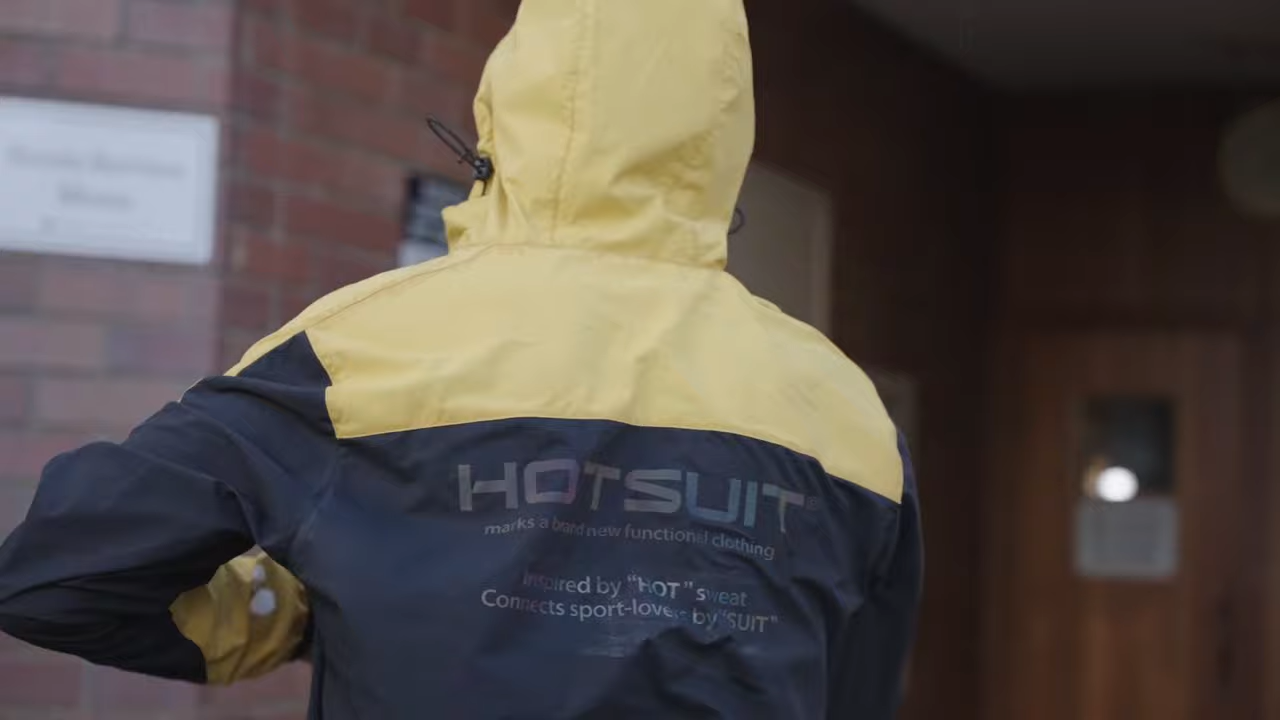 HOTSUIT®
marks a brand new functional clothing
Inspired by "HOT" sweat
Connects sport-lovers by "SUIT"